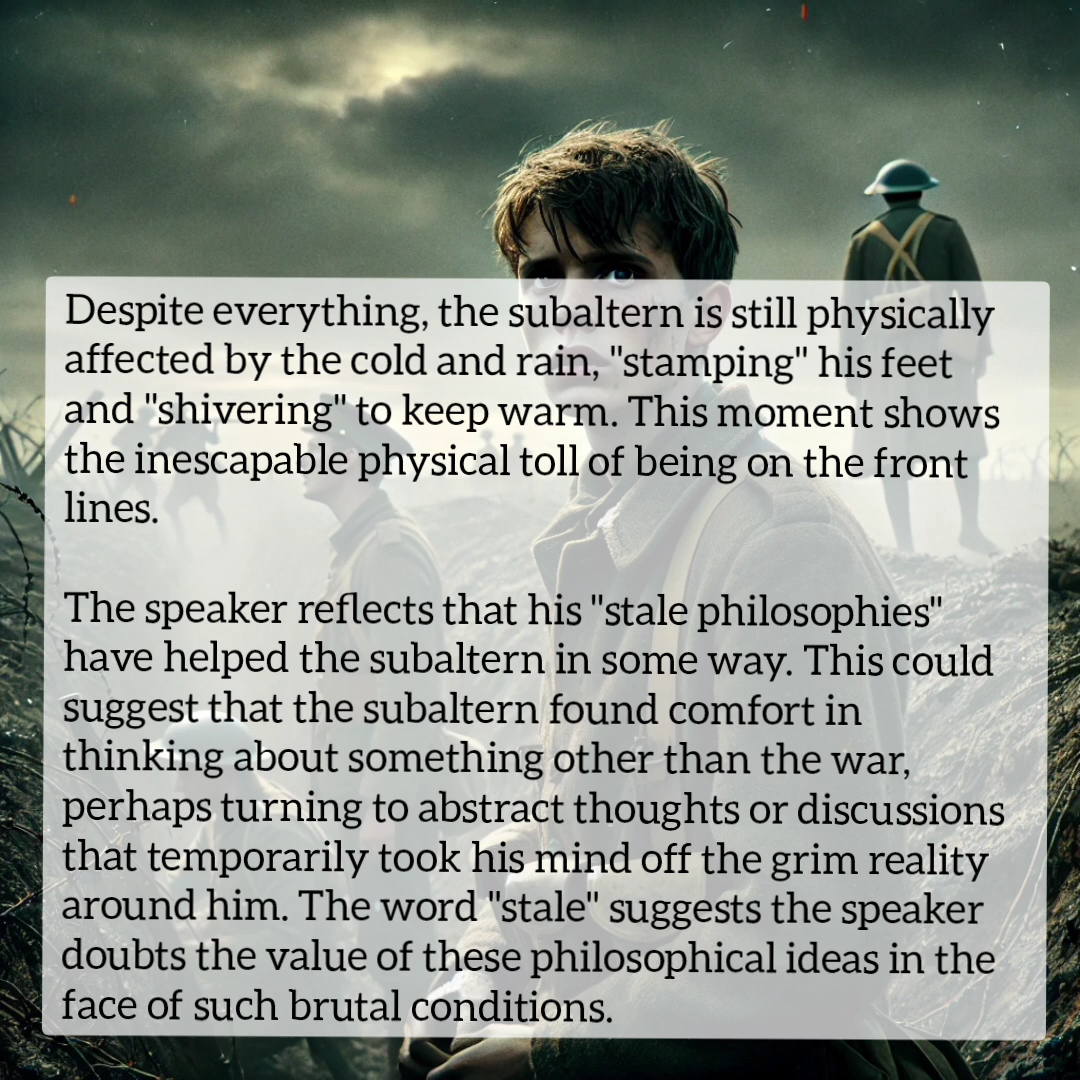 Despite everything, the subaltern is still physically
affected by the cold and rain, "stamping" his feet
and "shivering" to keep warm. This moment shows
the inescapable physical toll of being on the front
lines.
The speaker reflects that his "stale philosophies"
have helped the subaltern in some way. This could
suggest that the subaltern found comfort in
thinking about something other than the war,
perhaps turning to abstract thoughts or discussions
that temporarily took his mind off the grim reality
around him. The word "stale" suggests the speaker
doubts the value of these philosophical ideas in the
face of such brutal conditions.